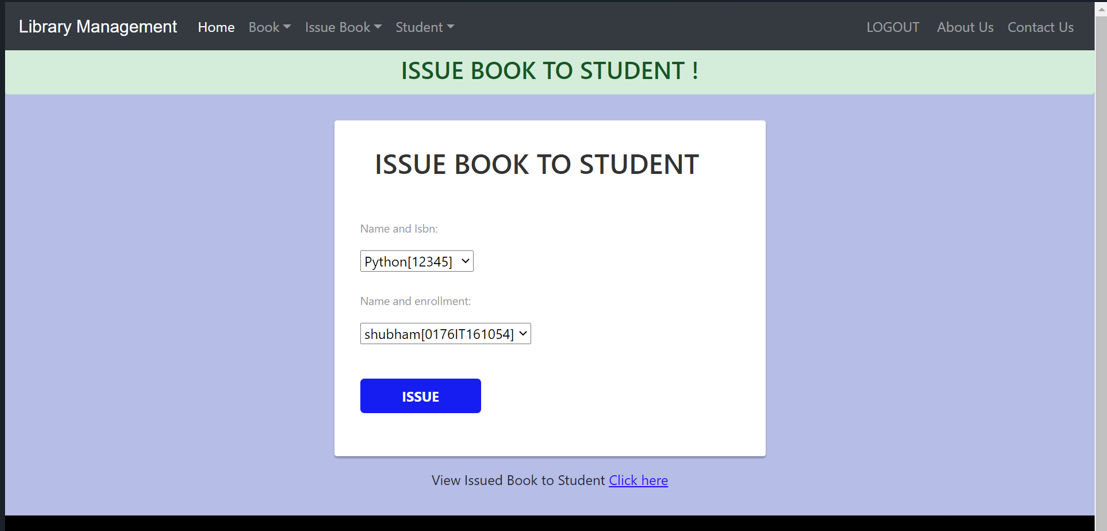 Library Management Home Book Issue Book Student LOGOUT About Us Contact Us
ISSUE BOOK TO STUDENT !
ISSUE BOOK TO STUDENT
Name and Isbn:
Python[12345]
Name and enrollment:
shubham[0176IT161054]
ISSUE
View Issued Book to Student Click here